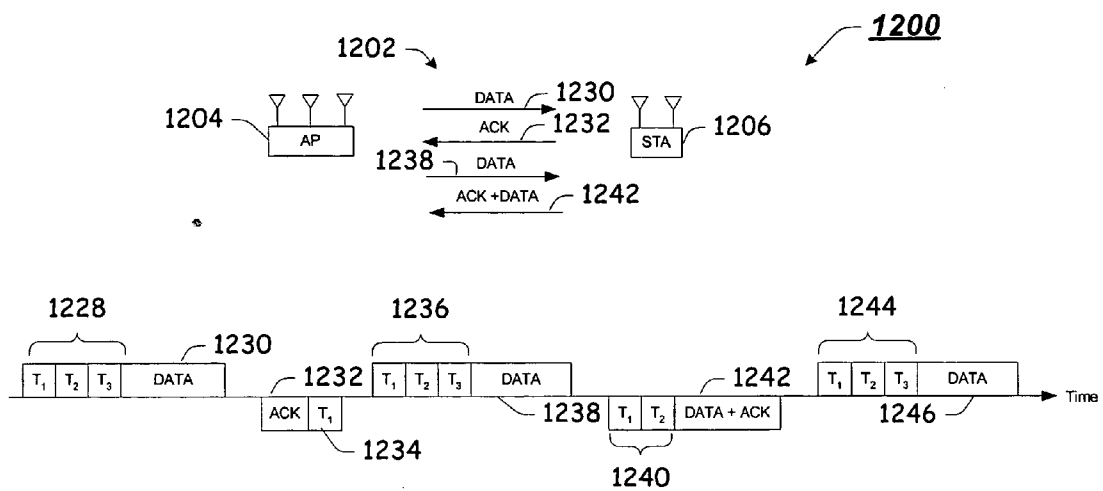 1200
1202
DATA 1230
1204 AP ACK 1232 STA 1206
1238 DATA
ACK +DATA 1242
1228 1236 1244
1230 1232 1242
T1 T2 T3 DATA T1 T2 T3 DATA T1 T2 T3 DATA Time
ACK T1 1238 T1 T2 DATA + ACK 1246
1234 1240